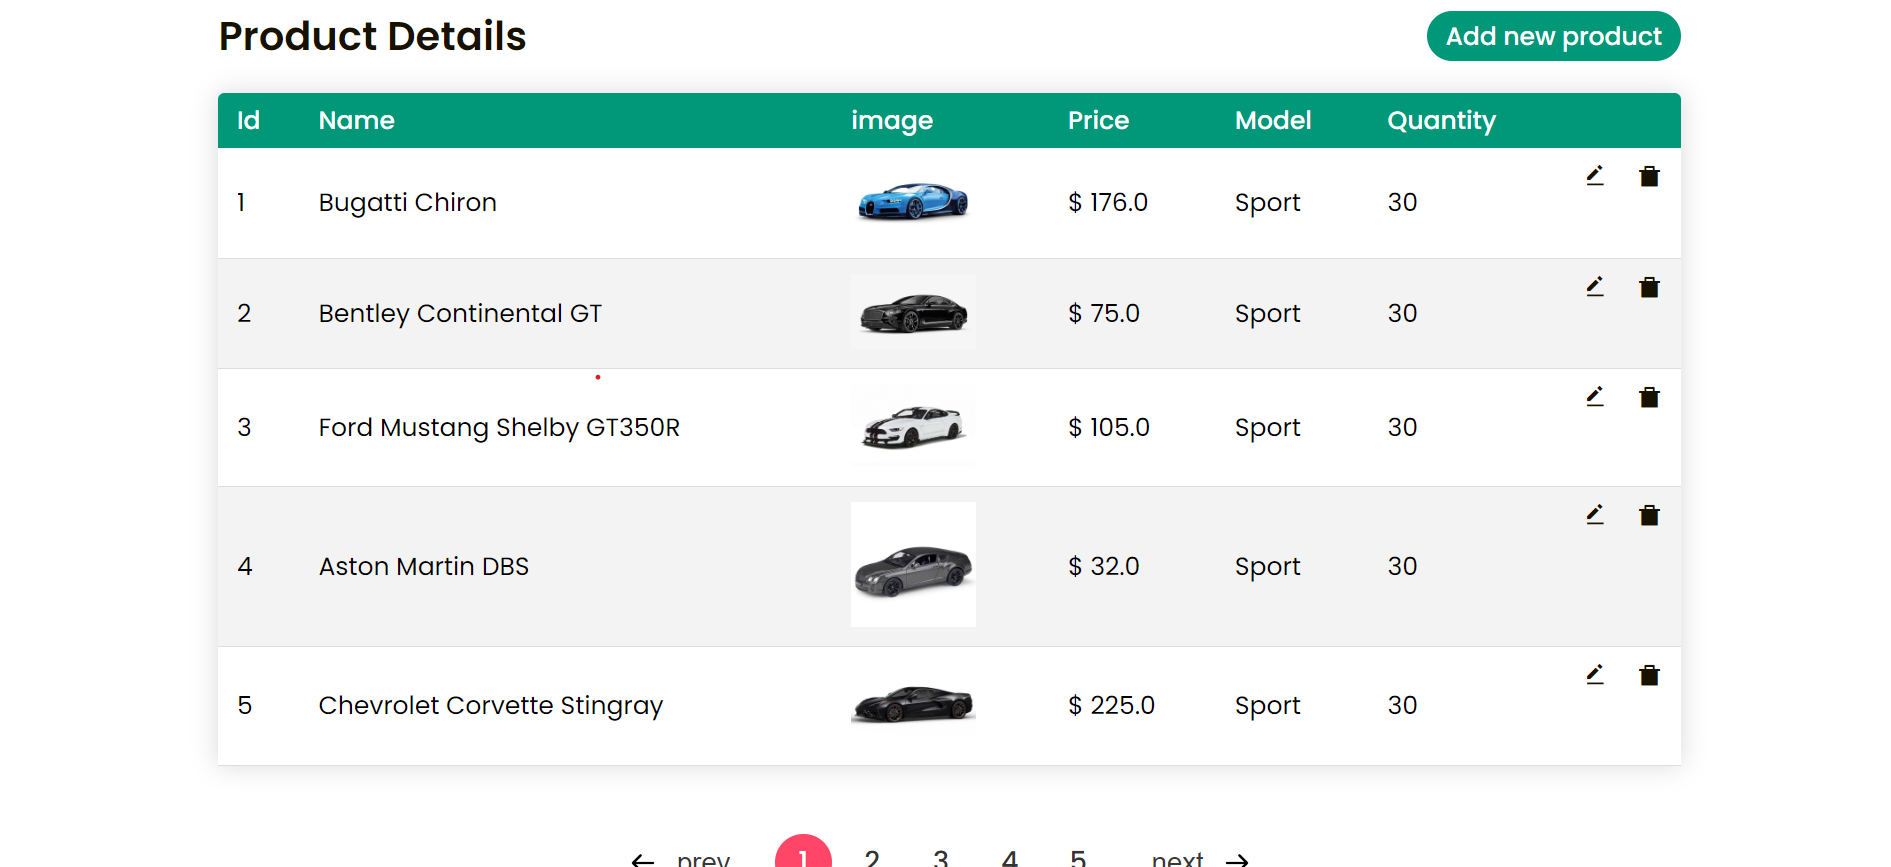 Product Details
Add new product
Id Name image Price Model Quantity
1 Bugatti Chiron $ 176.0 Sport 30
2 Bentley Continental GT $ 75.0 Sport 30
3 Ford Mustang Shelby GT350R $ 105.0 Sport 30
4 Aston Martin DBS $ 32.0 Sport 30
5 Chevrolet Corvette Stingray $ 225.0 Sport 30
← prev 1 2 3 4 5 next →